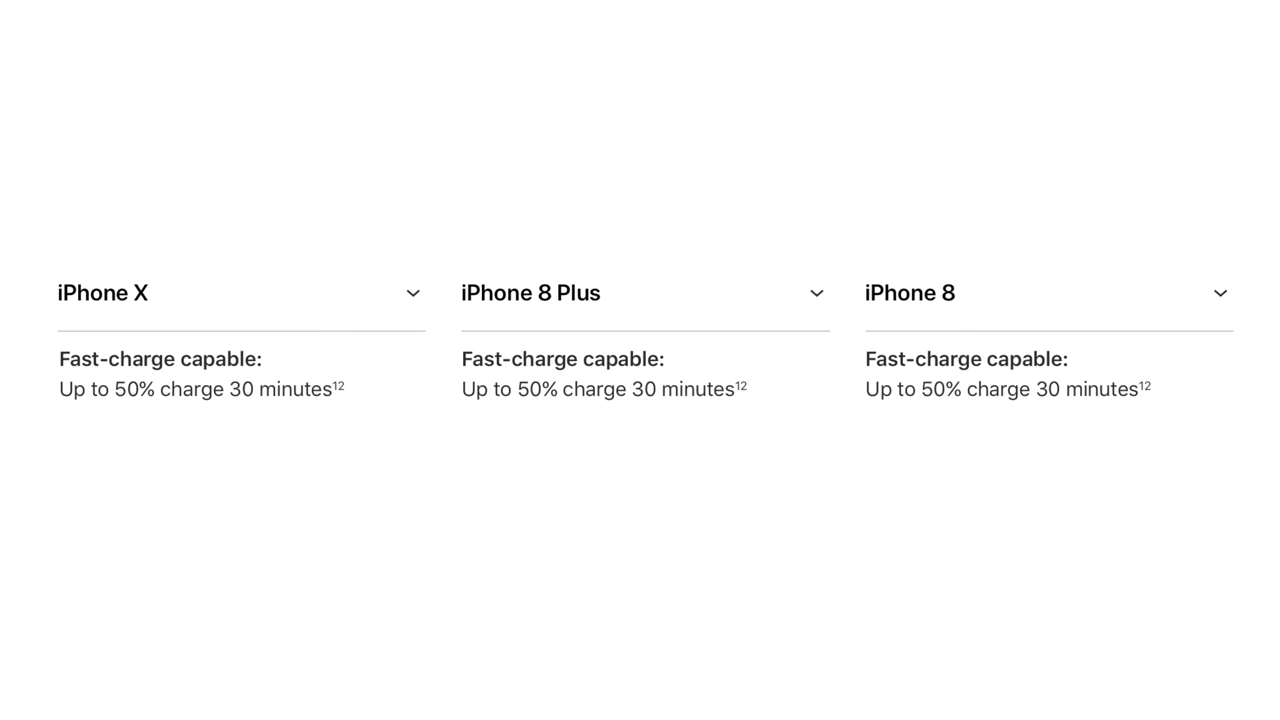 iPhone X
Fast-charge capable:
Up to 50% charge 30 minutes¹²
iPhone 8 Plus
Fast-charge capable:
Up to 50% charge 30 minutes¹²
iPhone 8
Fast-charge capable:
Up to 50% charge 30 minutes¹²